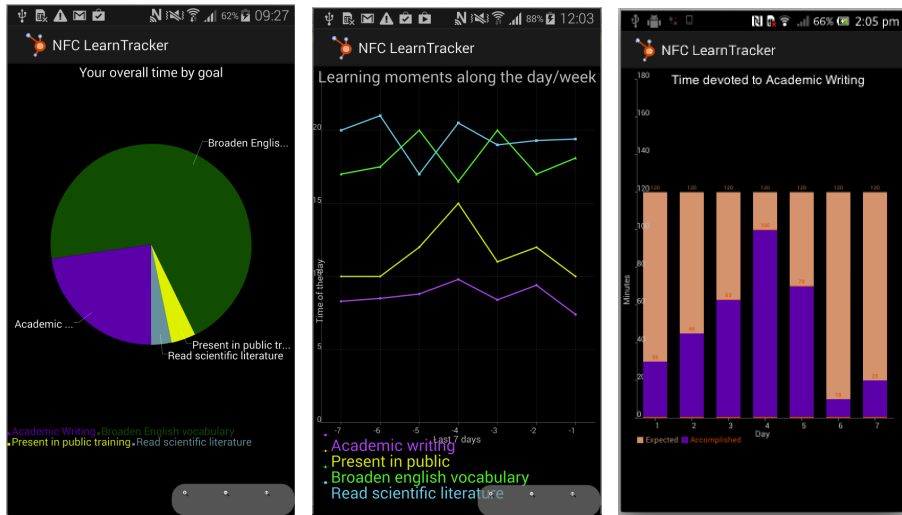 62% 09:27
NFC LearnTracker
Your overall time by goal
Broaden Englis...
Academic ...
Present in public tr...
Read scientific literature
Academic Writing Broaden English vocabulary
Present in public training Read scientific literature
88% 12:03
NFC LearnTracker
Learning moments along the day/week
20
15
10
5
0
Time of the day
-7 -6 -5 -4 -3 -2 -1
Last 7 days
Academic writing
Present in public
Broaden english vocabulary
Read scientific literature
66% 2:05 pm
NFC LearnTracker
Time devoted to Academic Writing
180
160
140
120
100
80
60
40
20
0
Minutes
120 120 120 120 120 120 120
100
1 2 3 4 5 6 7
Day
Expected Accomplished